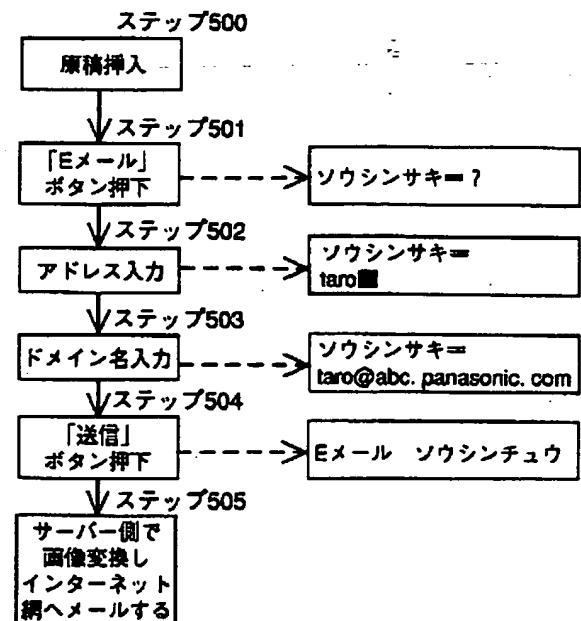 ステップ500
原稿挿入
ステップ501
「Eメール」
ボタン押下
ソウシンサキ=?
ステップ502
アドレス入力
ソウシンサキ=
taro■
ステップ503
ドメイン名入力
ソウシンサキ=
taro@abc. panasonic. com
ステップ504
「送信」
ボタン押下
Eメール ソウシンチュウ
ステップ505
サーバー側で
画像変換し
インターネット
網へメールする